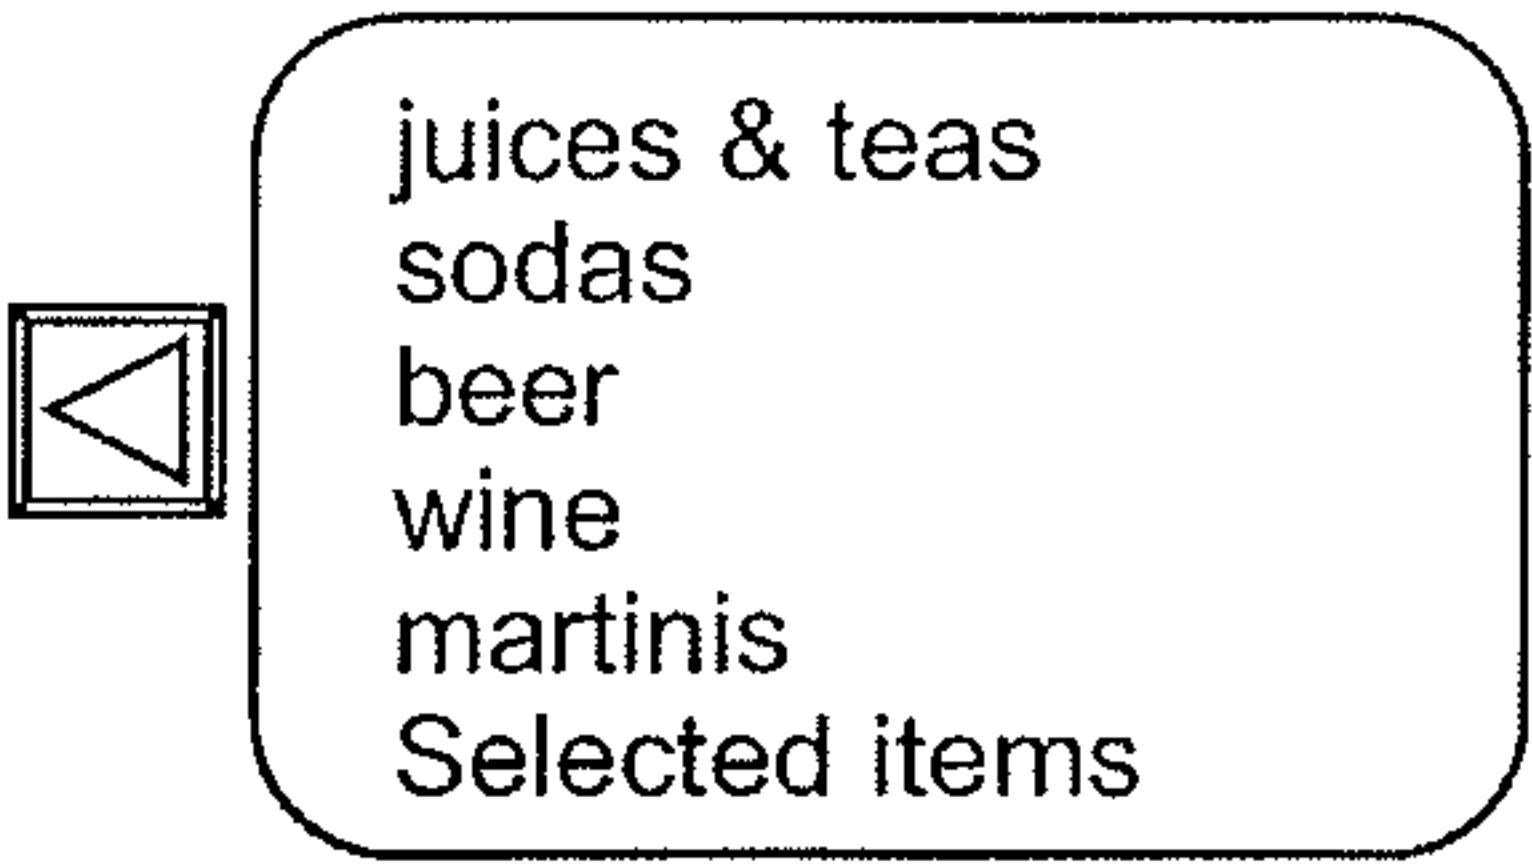 juices & teas
sodas
beer
wine
martinis
Selected items